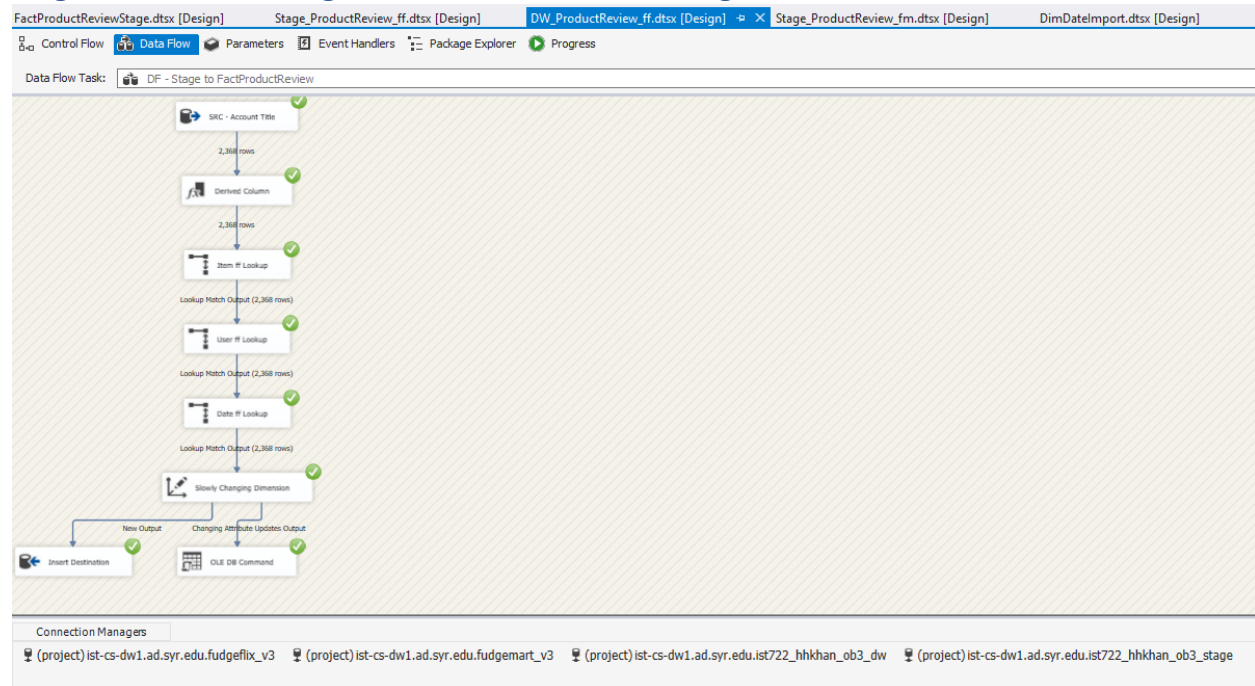 FactProductReviewStage.dtsx [Design] Stage_ProductReview_ff.dtsx [Design] DW_ProductReview_ff.dtsx [Design] Stage_ProductReview_fm.dtsx [Design] DimDateImport.dtsx [Design]
Control Flow Data Flow Parameters Event Handlers Package Explorer Progress
Data Flow Task: DF - Stage to FactProductReview
SRC - Account Title
2,368 rows
Derived Column
2,368 rows
Item ff Lookup
Lookup Match Output (2,368 rows)
User ff Lookup
Lookup Match Output (2,368 rows)
Date ff Lookup
Lookup Match Output (2,368 rows)
Slowly Changing Dimension
New Output Changing Attribute Updates Output
Insert Destination OLE DB Command
Connection Managers
(project) ist-cs-dw1.ad.syr.edu.fudgeflix_v3 (project) ist-cs-dw1.ad.syr.edu.fudgemart_v3 (project) ist-cs-dw1.ad.syr.edu.ist722_hhkhan_ob3_dw (project) ist-cs-dw1.ad.syr.edu.ist722_hhkhan_ob3_stage